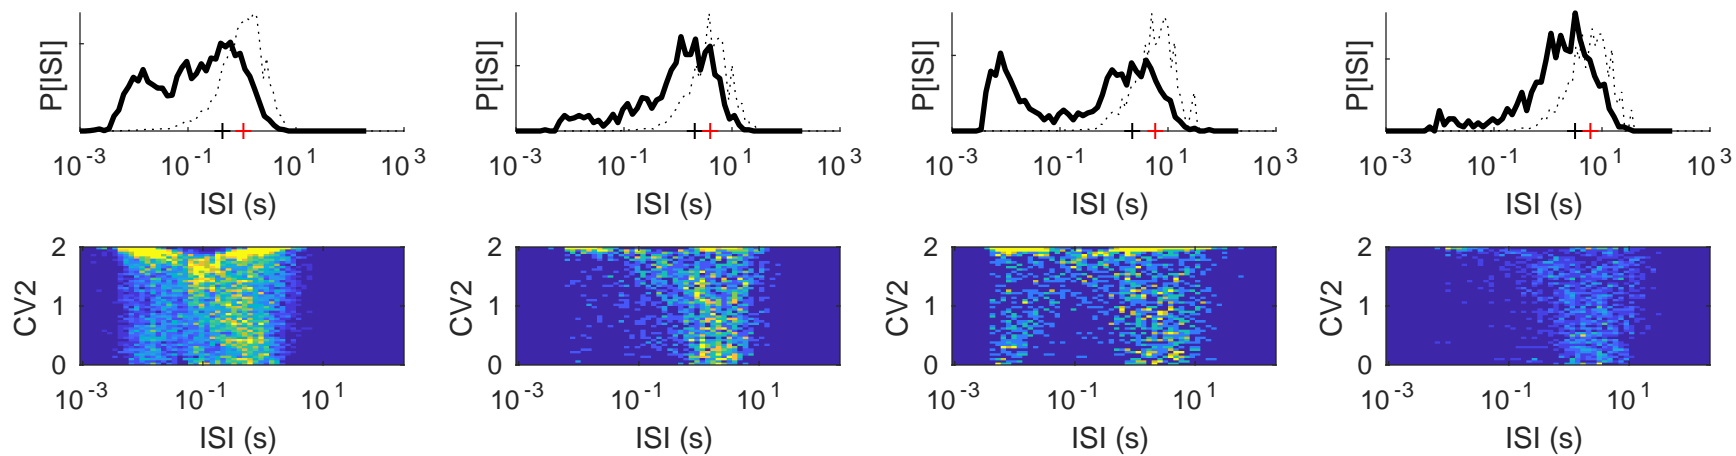 P[ISI] P[ISI] P[ISI] P[ISI]
10^-3 10^-1 10^1 10^3 10^-3 10^-1 10^1 10^3 10^-3 10^-1 10^1 10^3 10^-3 10^-1 10^1 10^3
ISI (s) ISI (s) ISI (s) ISI (s)
2 2 2 2
CV2 1 CV2 1 CV2 1 CV2 1
0 0 0 0
10^-3 10^-1 10^1 10^-3 10^-1 10^1 10^-3 10^-1 10^1 10^-3 10^-1 10^1
ISI (s) ISI (s) ISI (s) ISI (s)